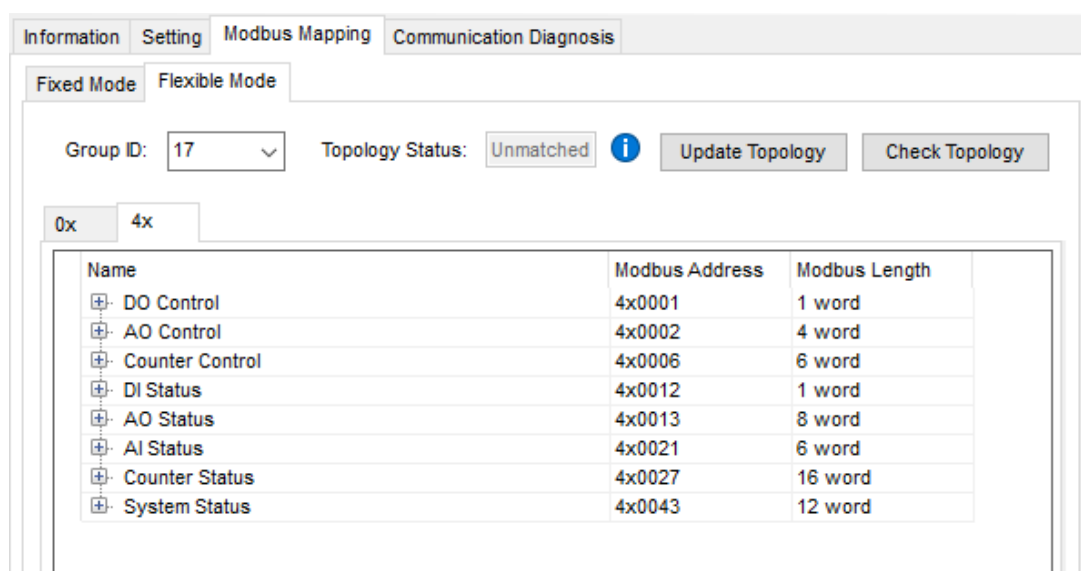 Information Setting Modbus Mapping Communication Diagnosis
Fixed Mode Flexible Mode
Group ID: 17 Topology Status: Unmatched i Update Topology Check Topology
0x 4x
Name Modbus Address Modbus Length
DO Control 4x0001 1 word
AO Control 4x0002 4 word
Counter Control 4x0006 6 word
DI Status 4x0012 1 word
AO Status 4x0013 8 word
AI Status 4x0021 6 word
Counter Status 4x0027 16 word
System Status 4x0043 12 word